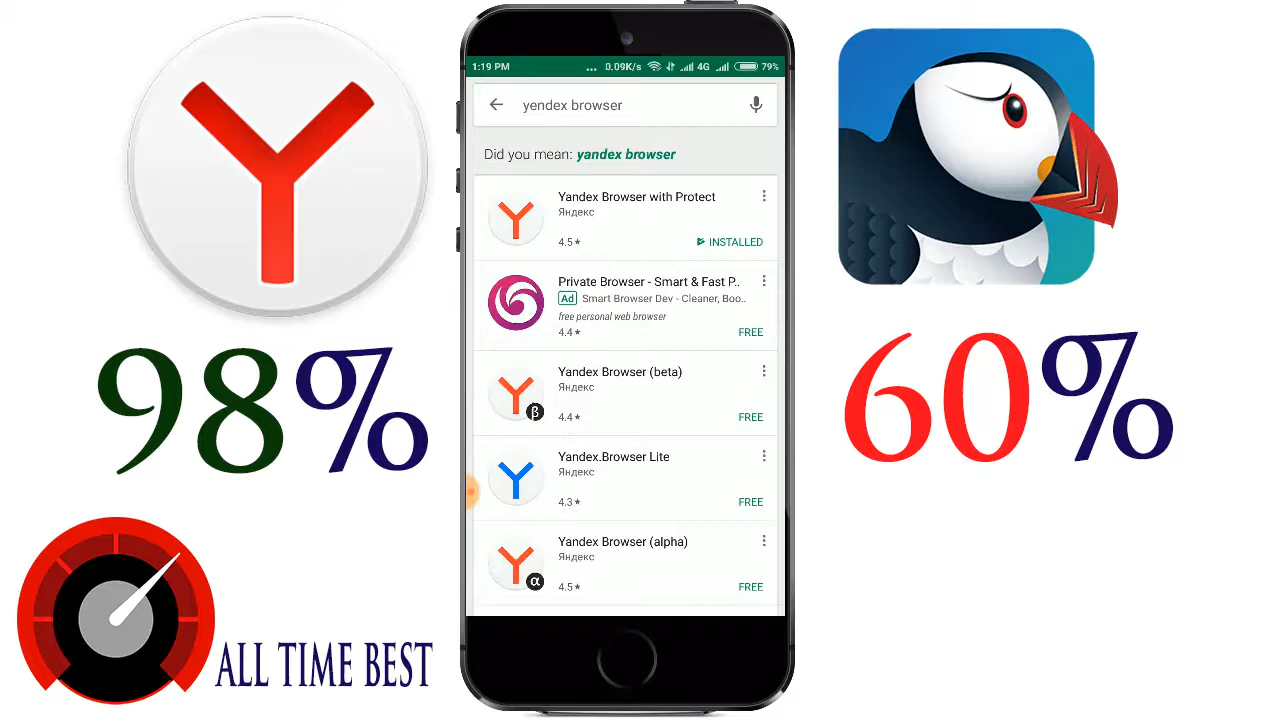 1:19 PM ... 0.09K/s 4G 79%
yendex browser
Did you mean: yandex browser
Yandex Browser with Protect
Яндекс
4.5★ INSTALLED
Private Browser - Smart & Fast P..
Ad Smart Browser Dev - Cleaner, Boo..
free personal web browser
4.4★ FREE
Yandex Browser (beta)
Яндекс
β
4.4★ FREE
Yandex.Browser Lite
Яндекс
4.3★ FREE
Yandex Browser (alpha)
Яндекс
α
4.5★ FREE
98%
60%
ALL TIME BEST